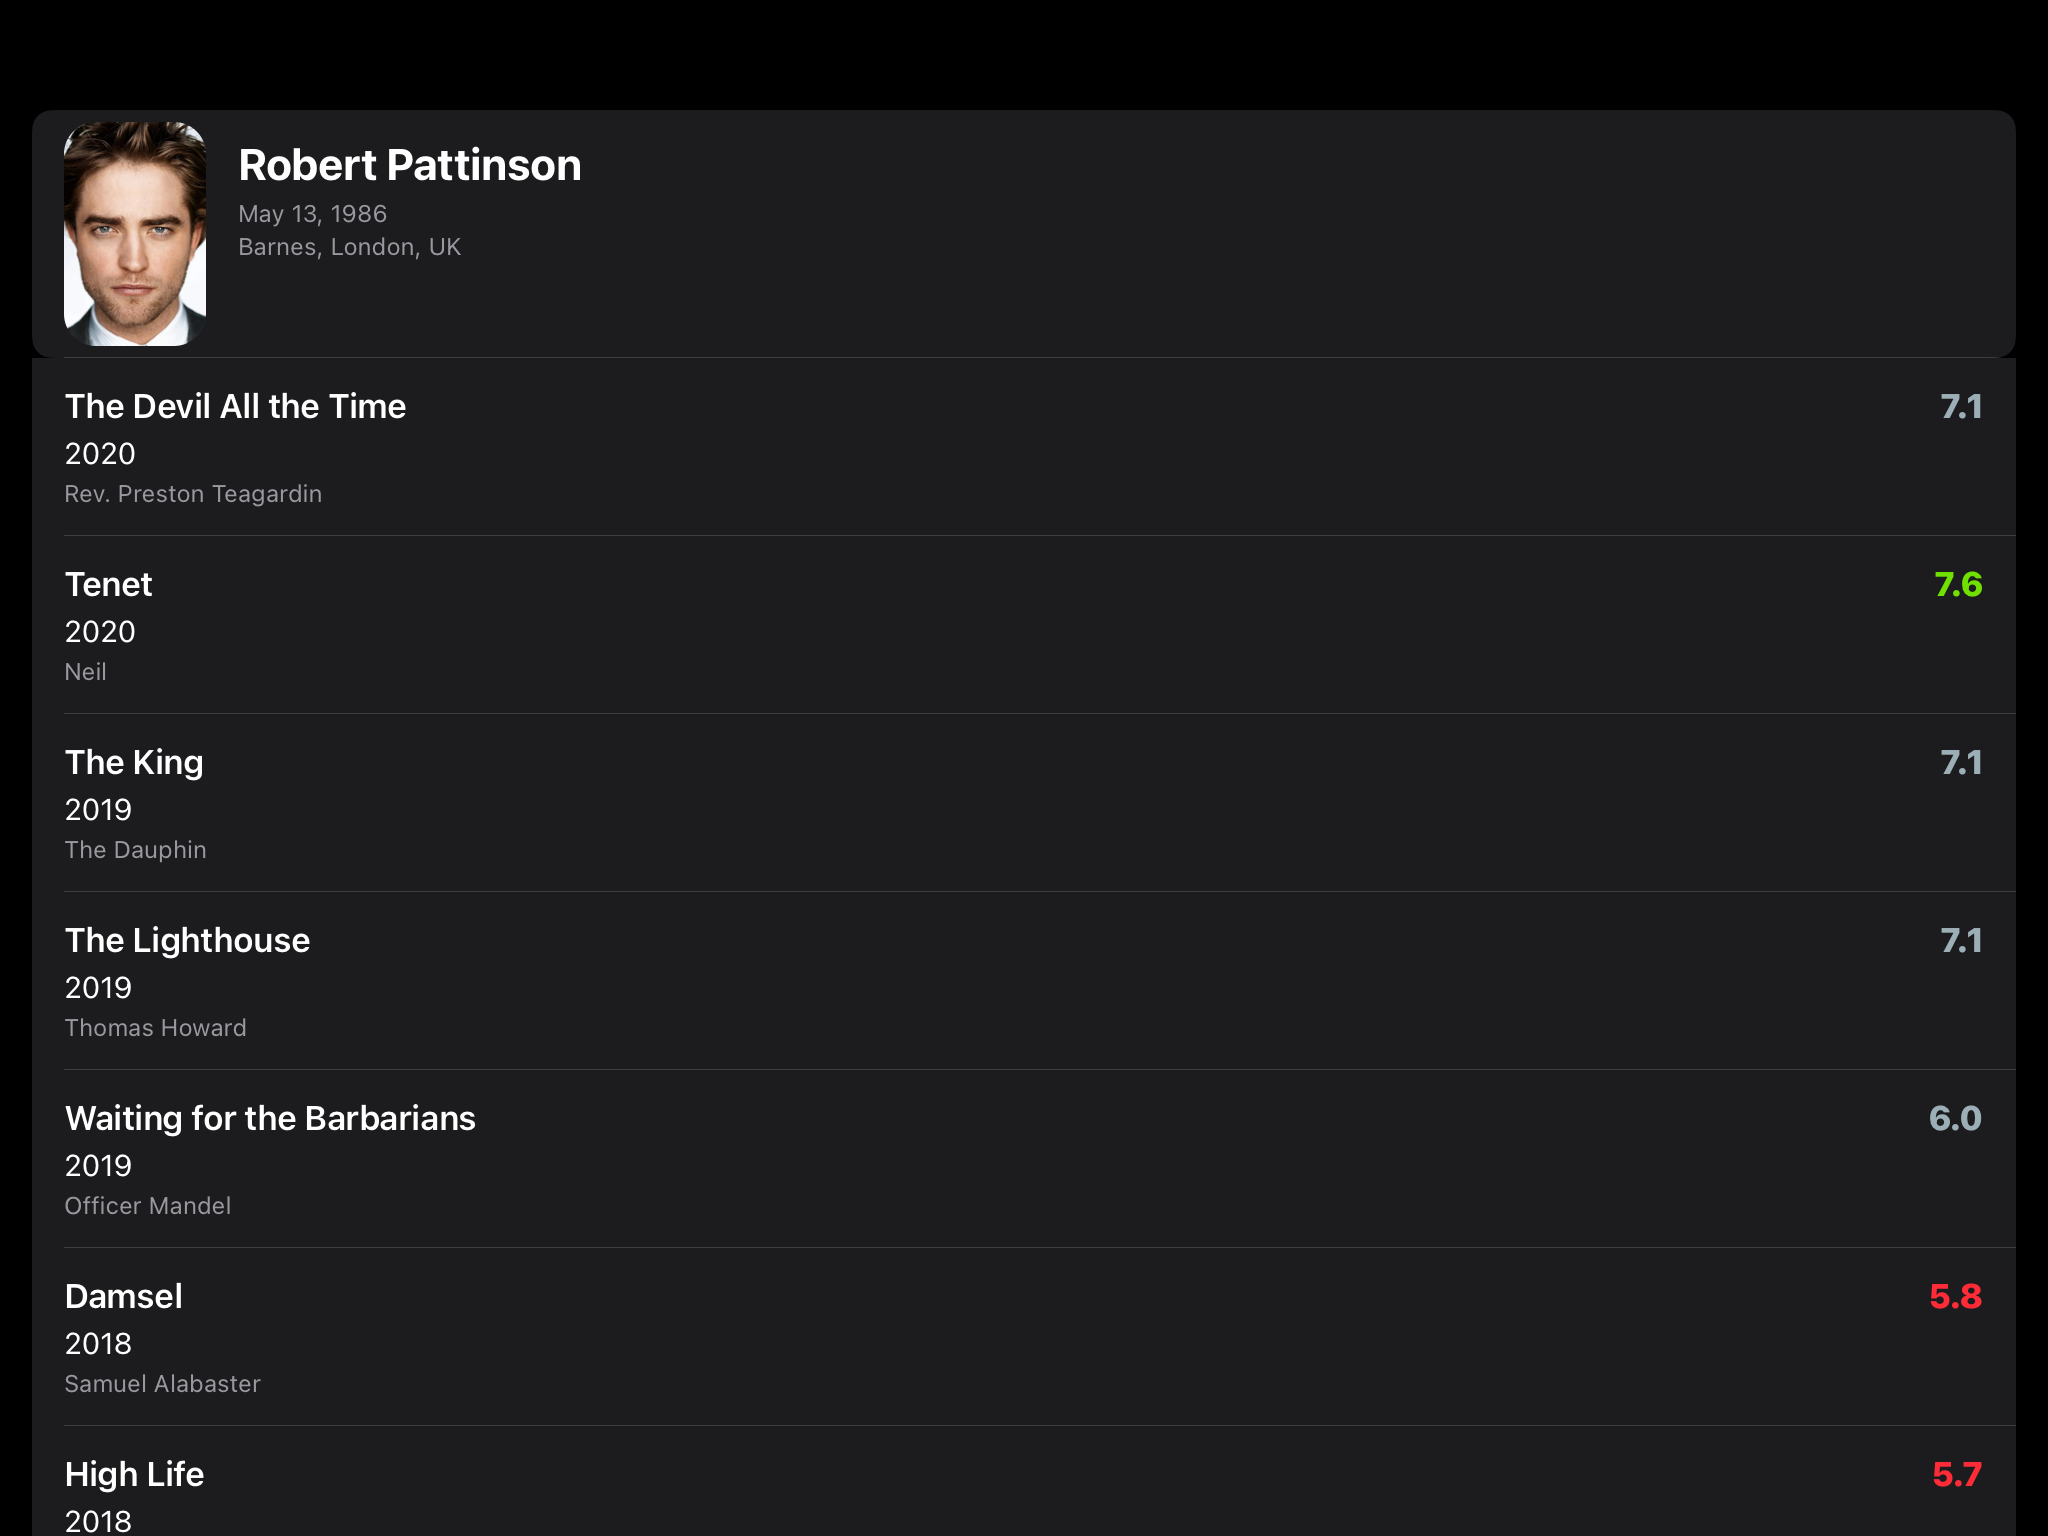 Robert Pattinson
May 13, 1986
Barnes, London, UK
The Devil All the Time 7.1
2020
Rev. Preston Teagardin
Tenet 7.6
2020
Neil
The King 7.1
2019
The Dauphin
The Lighthouse 7.1
2019
Thomas Howard
Waiting for the Barbarians 6.0
2019
Officer Mandel
Damsel 5.8
2018
Samuel Alabaster
High Life 5.7
2018